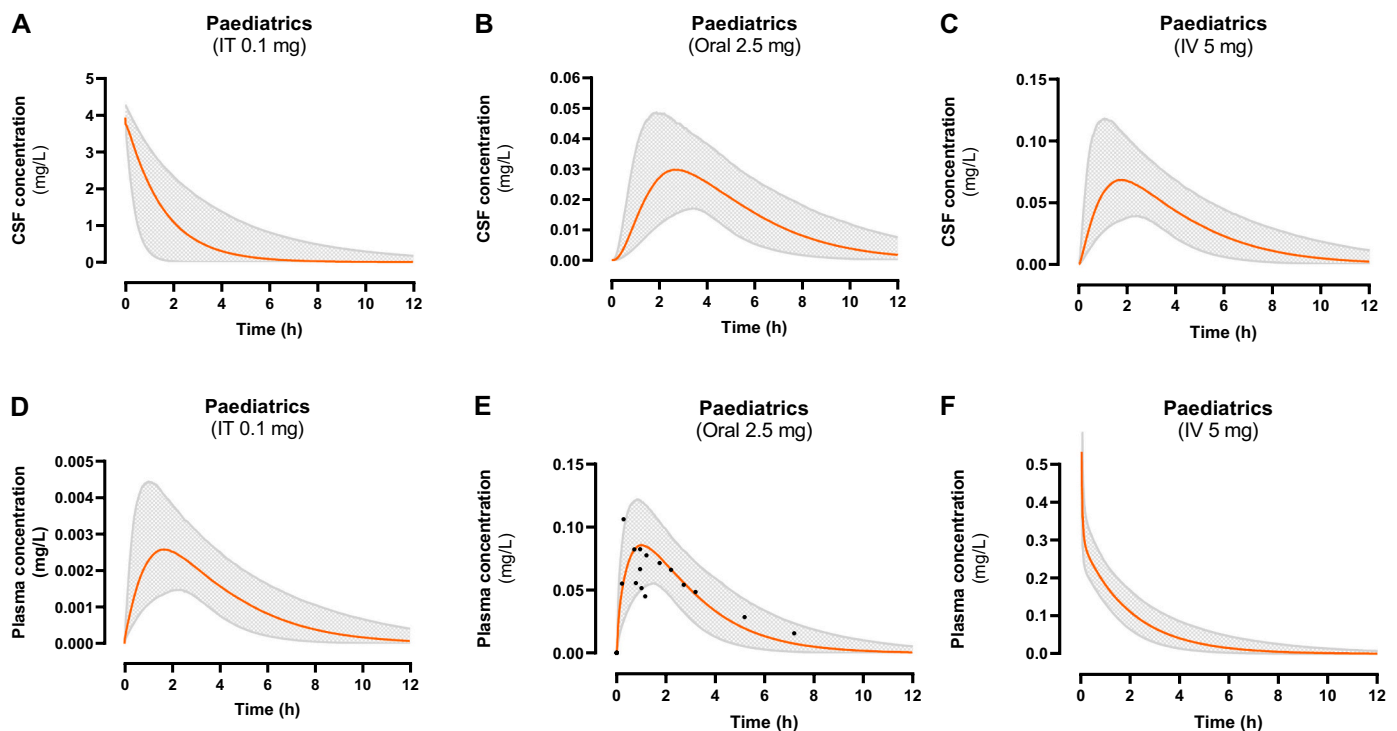 A
Paediatrics
(IT 0.1 mg)
CSF concentration
(mg/L)
5
4
3
2
1
0
0 2 4 6 8 10 12
Time (h)
B
Paediatrics
(Oral 2.5 mg)
CSF concentration
(mg/L)
0.06
0.05
0.04
0.03
0.02
0.01
0.00
0 2 4 6 8 10 12
Time (h)
C
Paediatrics
(IV 5 mg)
CSF concentration
(mg/L)
0.15
0.10
0.05
0.00
0 2 4 6 8 10 12
Time (h)
D
Paediatrics
(IT 0.1 mg)
Plasma concentration
(mg/L)
0.005
0.004
0.003
0.002
0.001
0.000
0 2 4 6 8 10 12
Time (h)
E
Paediatrics
(Oral 2.5 mg)
Plasma concentration
(mg/L)
0.15
0.10
0.05
0.00
0 2 4 6 8 10 12
Time (h)
F
Paediatrics
(IV 5 mg)
Plasma concentration
(mg/L)
0.5
0.4
0.3
0.2
0.1
0.0
0 2 4 6 8 10 12
Time (h)